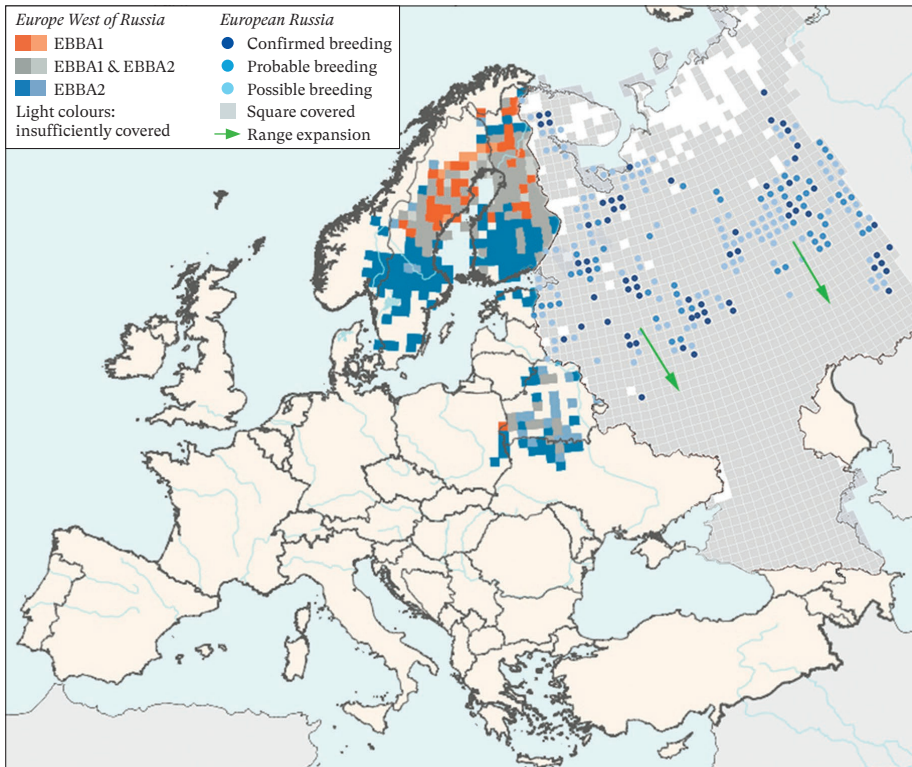 Europe West of Russia
EBBA1
EBBA1 & EBBA2
EBBA2
Light colours:
insufficiently covered
European Russia
Confirmed breeding
Probable breeding
Possible breeding
Square covered
Range expansion